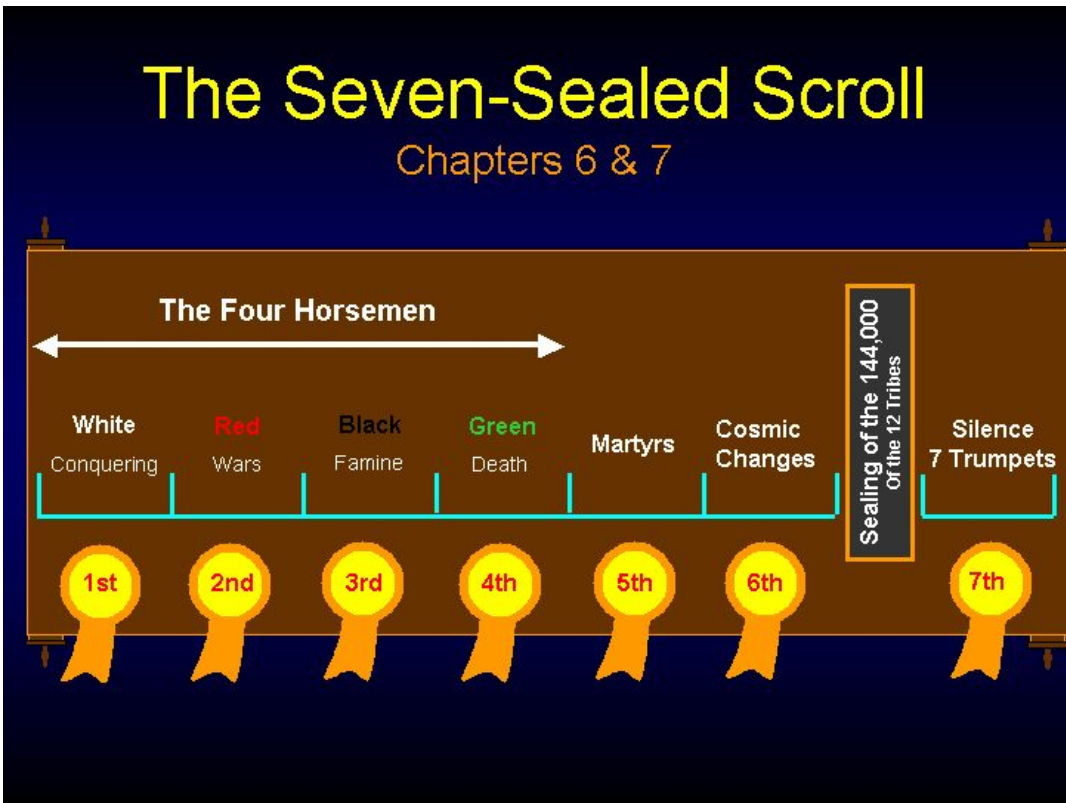 The Seven-Sealed Scroll
Chapters 6 & 7
The Four Horsemen
White
Conquering
Red
Wars
Black
Famine
Green
Death
Martyrs
Cosmic
Changes
Sealing of the 144,000
Of the 12 Tribes
Silence
7 Trumpets
1st
2nd
3rd
4th
5th
6th
7th